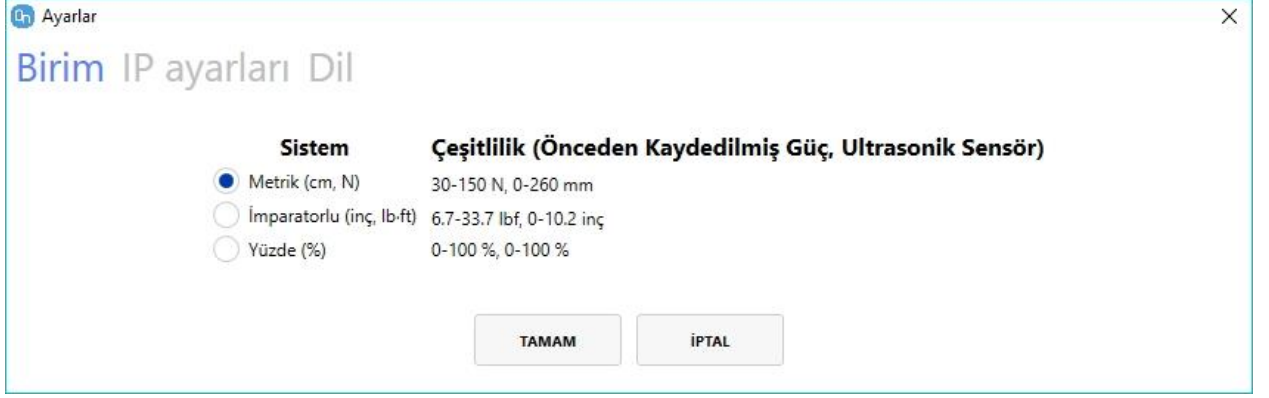 Ayarlar
Birim IP ayarları Dil
Sistem Çeşitlilik (Önceden Kaydedilmiş Güç, Ultrasonik Sensör)
Metrik (cm, N) 30-150 N, 0-260 mm
İmparatorlu (inç, lb·ft) 6.7-33.7 lbf, 0-10.2 inç
Yüzde (%) 0-100 %, 0-100 %
TAMAM İPTAL